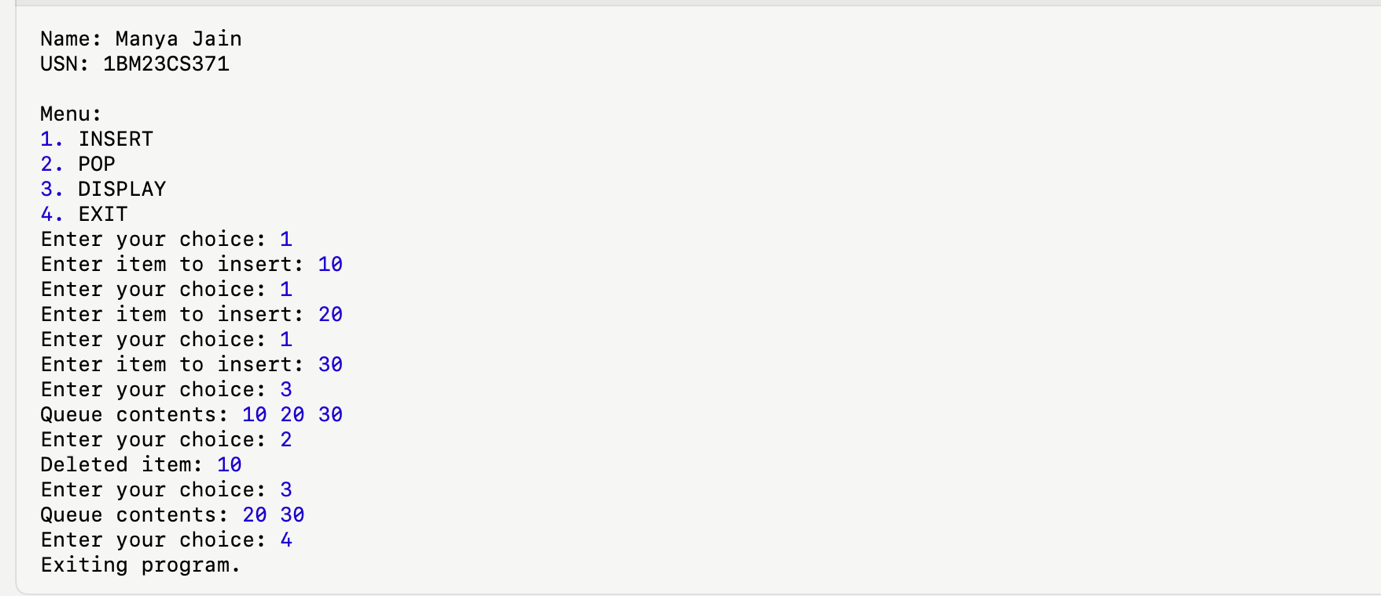 Name: Manya Jain
USN: 1BM23CS371
Menu:
1. INSERT
2. POP
3. DISPLAY
4. EXIT
Enter your choice: 1
Enter item to insert: 10
Enter your choice: 1
Enter item to insert: 20
Enter your choice: 1
Enter item to insert: 30
Enter your choice: 3
Queue contents: 10 20 30
Enter your choice: 2
Deleted item: 10
Enter your choice: 3
Queue contents: 20 30
Enter your choice: 4
Exiting program.